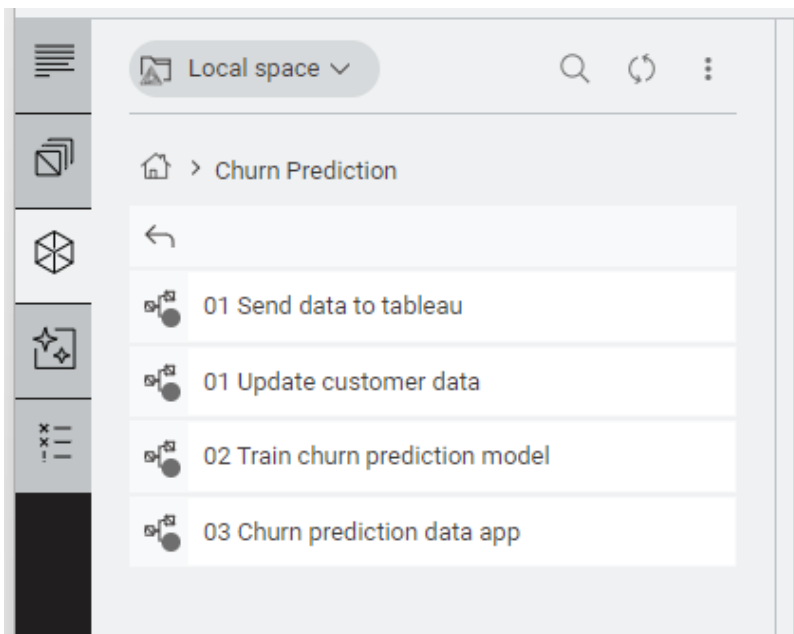 Local space
Churn Prediction
01 Send data to tableau
01 Update customer data
02 Train churn prediction model
03 Churn prediction data app